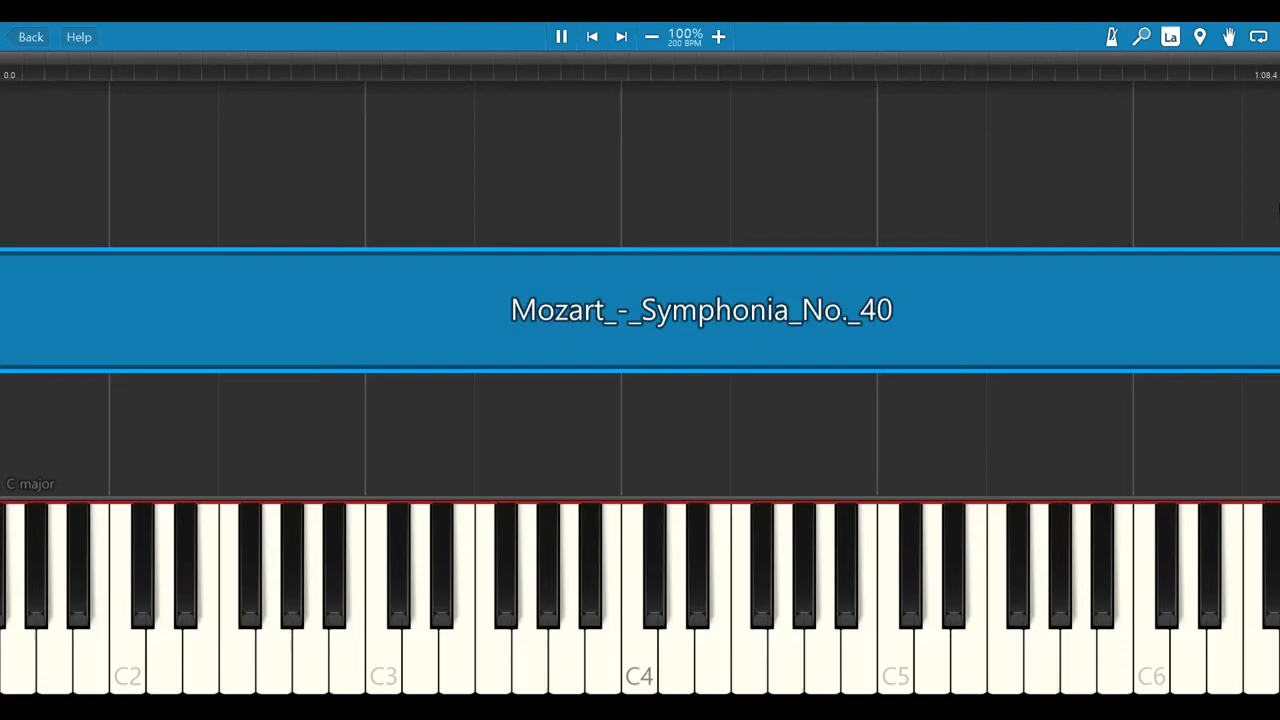 Back
Help
100%
200 BPM
La
0.0
1:08.4
Mozart_-_Symphonia_No._40
C major
C2
C3
C4
C5
C6